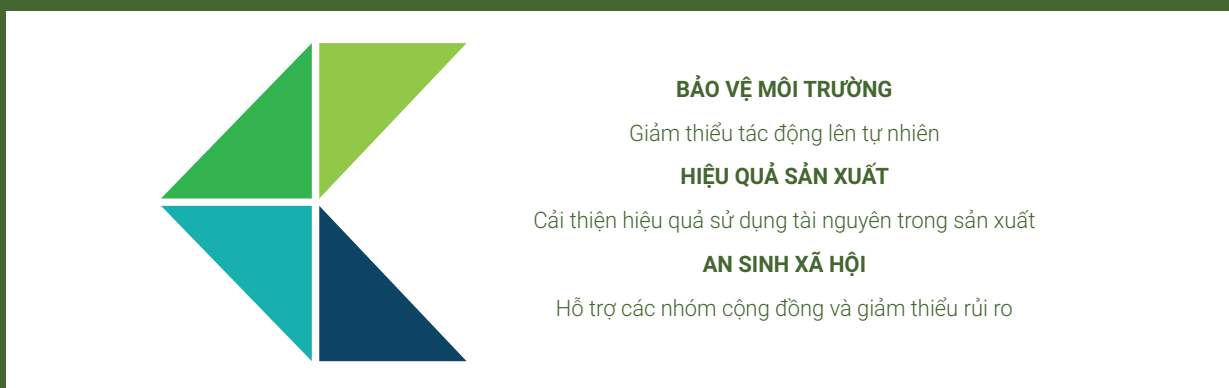 BẢO VỆ MÔI TRƯỜNG
Giảm thiểu tác động lên tự nhiên
HIỆU QUẢ SẢN XUẤT
Cải thiện hiệu quả sử dụng tài nguyên trong sản xuất
AN SINH XÃ HỘI
Hỗ trợ các nhóm cộng đồng và giảm thiểu rủi ro